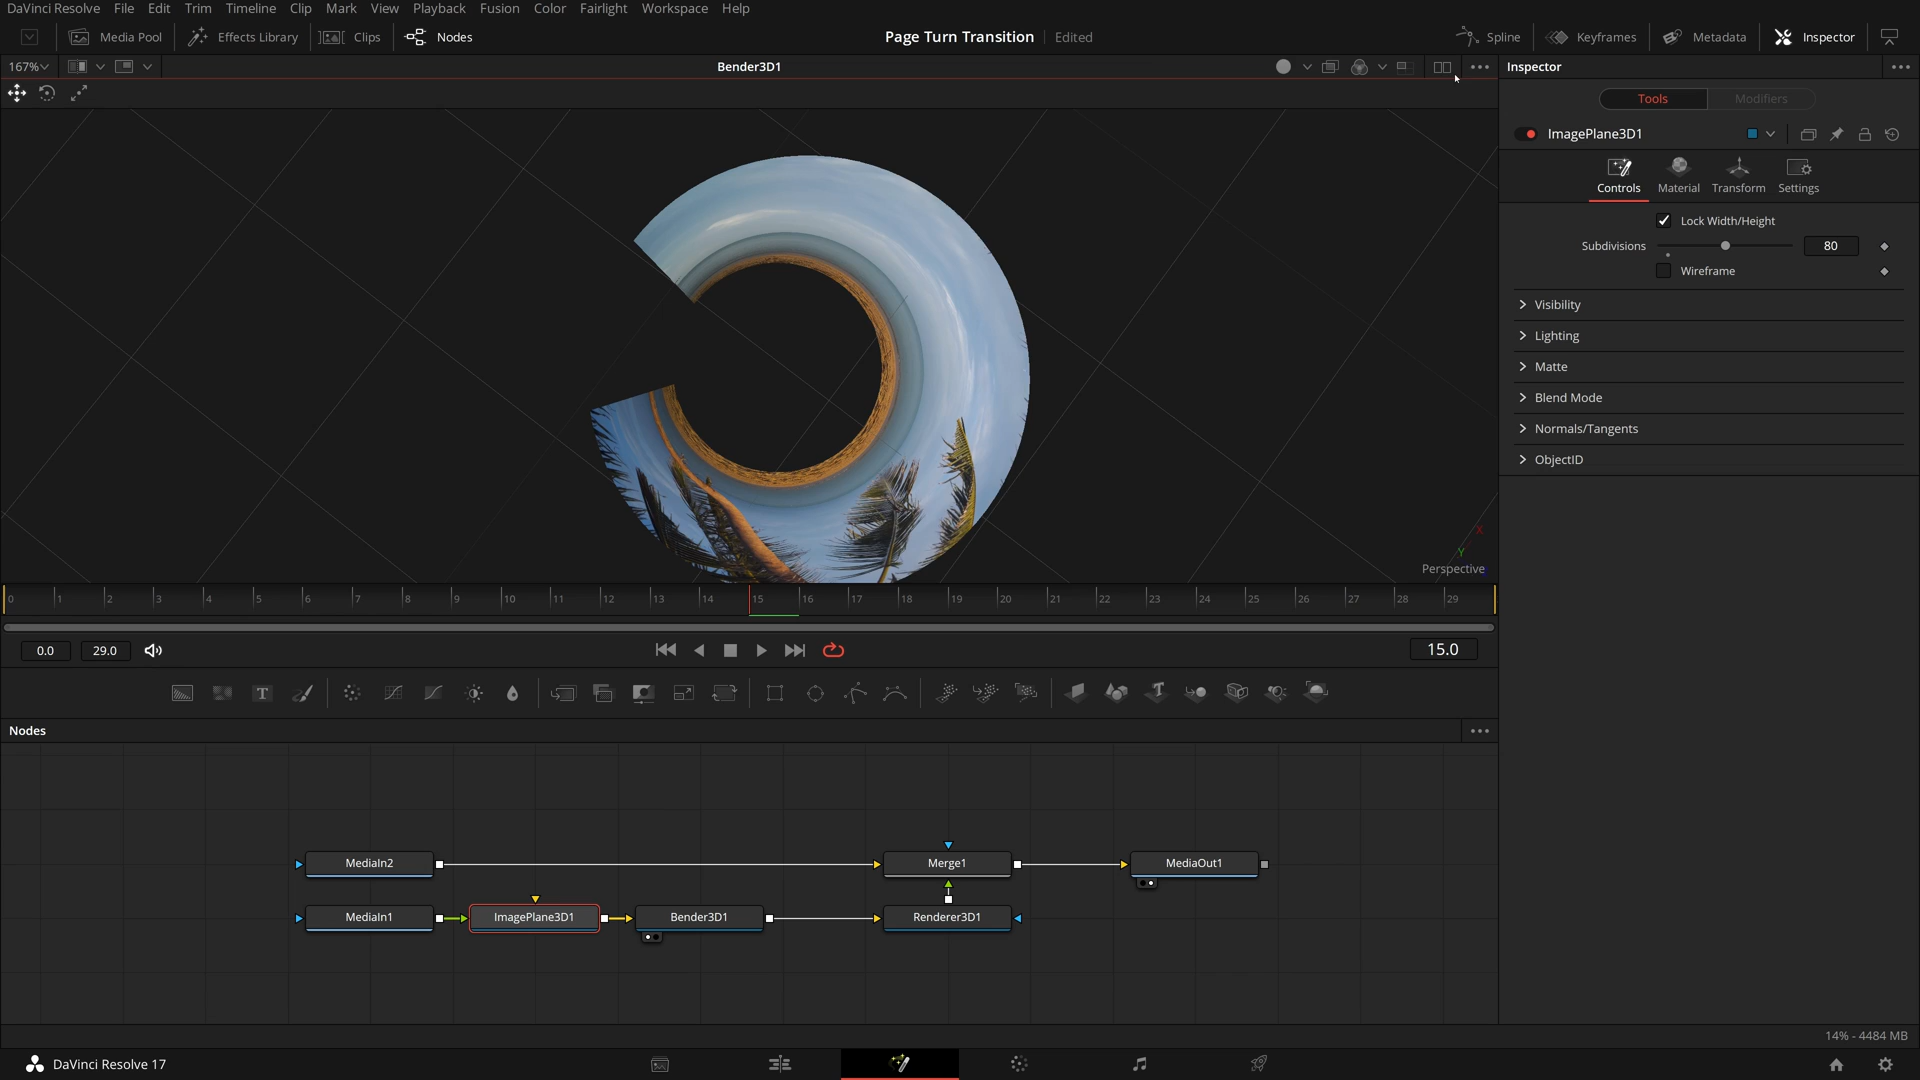 DaVinci Resolve File Edit Trim Timeline Clip Mark View Playback Fusion Color Fairlight Workspace Help
Media Pool Effects Library Clips Nodes Page Turn Transition Edited Spline Keyframes Metadata Inspector
167% Bender3D1 Inspector
Tools Modifiers
ImagePlane3D1
Controls Material Transform Settings
Lock Width/Height
Subdivisions 80
Wireframe
Visibility
Lighting
Matte
Blend Mode
Normals/Tangents
ObjectID
X
Y
Perspective
0 1 2 3 4 5 6 7 8 9 10 11 12 13 14 15 16 17 18 19 20 21 22 23 24 25 26 27 28 29
0.0 29.0 15.0
T
Nodes
MediaIn2 Merge1 MediaOut1
MediaIn1 ImagePlane3D1 Bender3D1 Renderer3D1
14% - 4484 MB
DaVinci Resolve 17